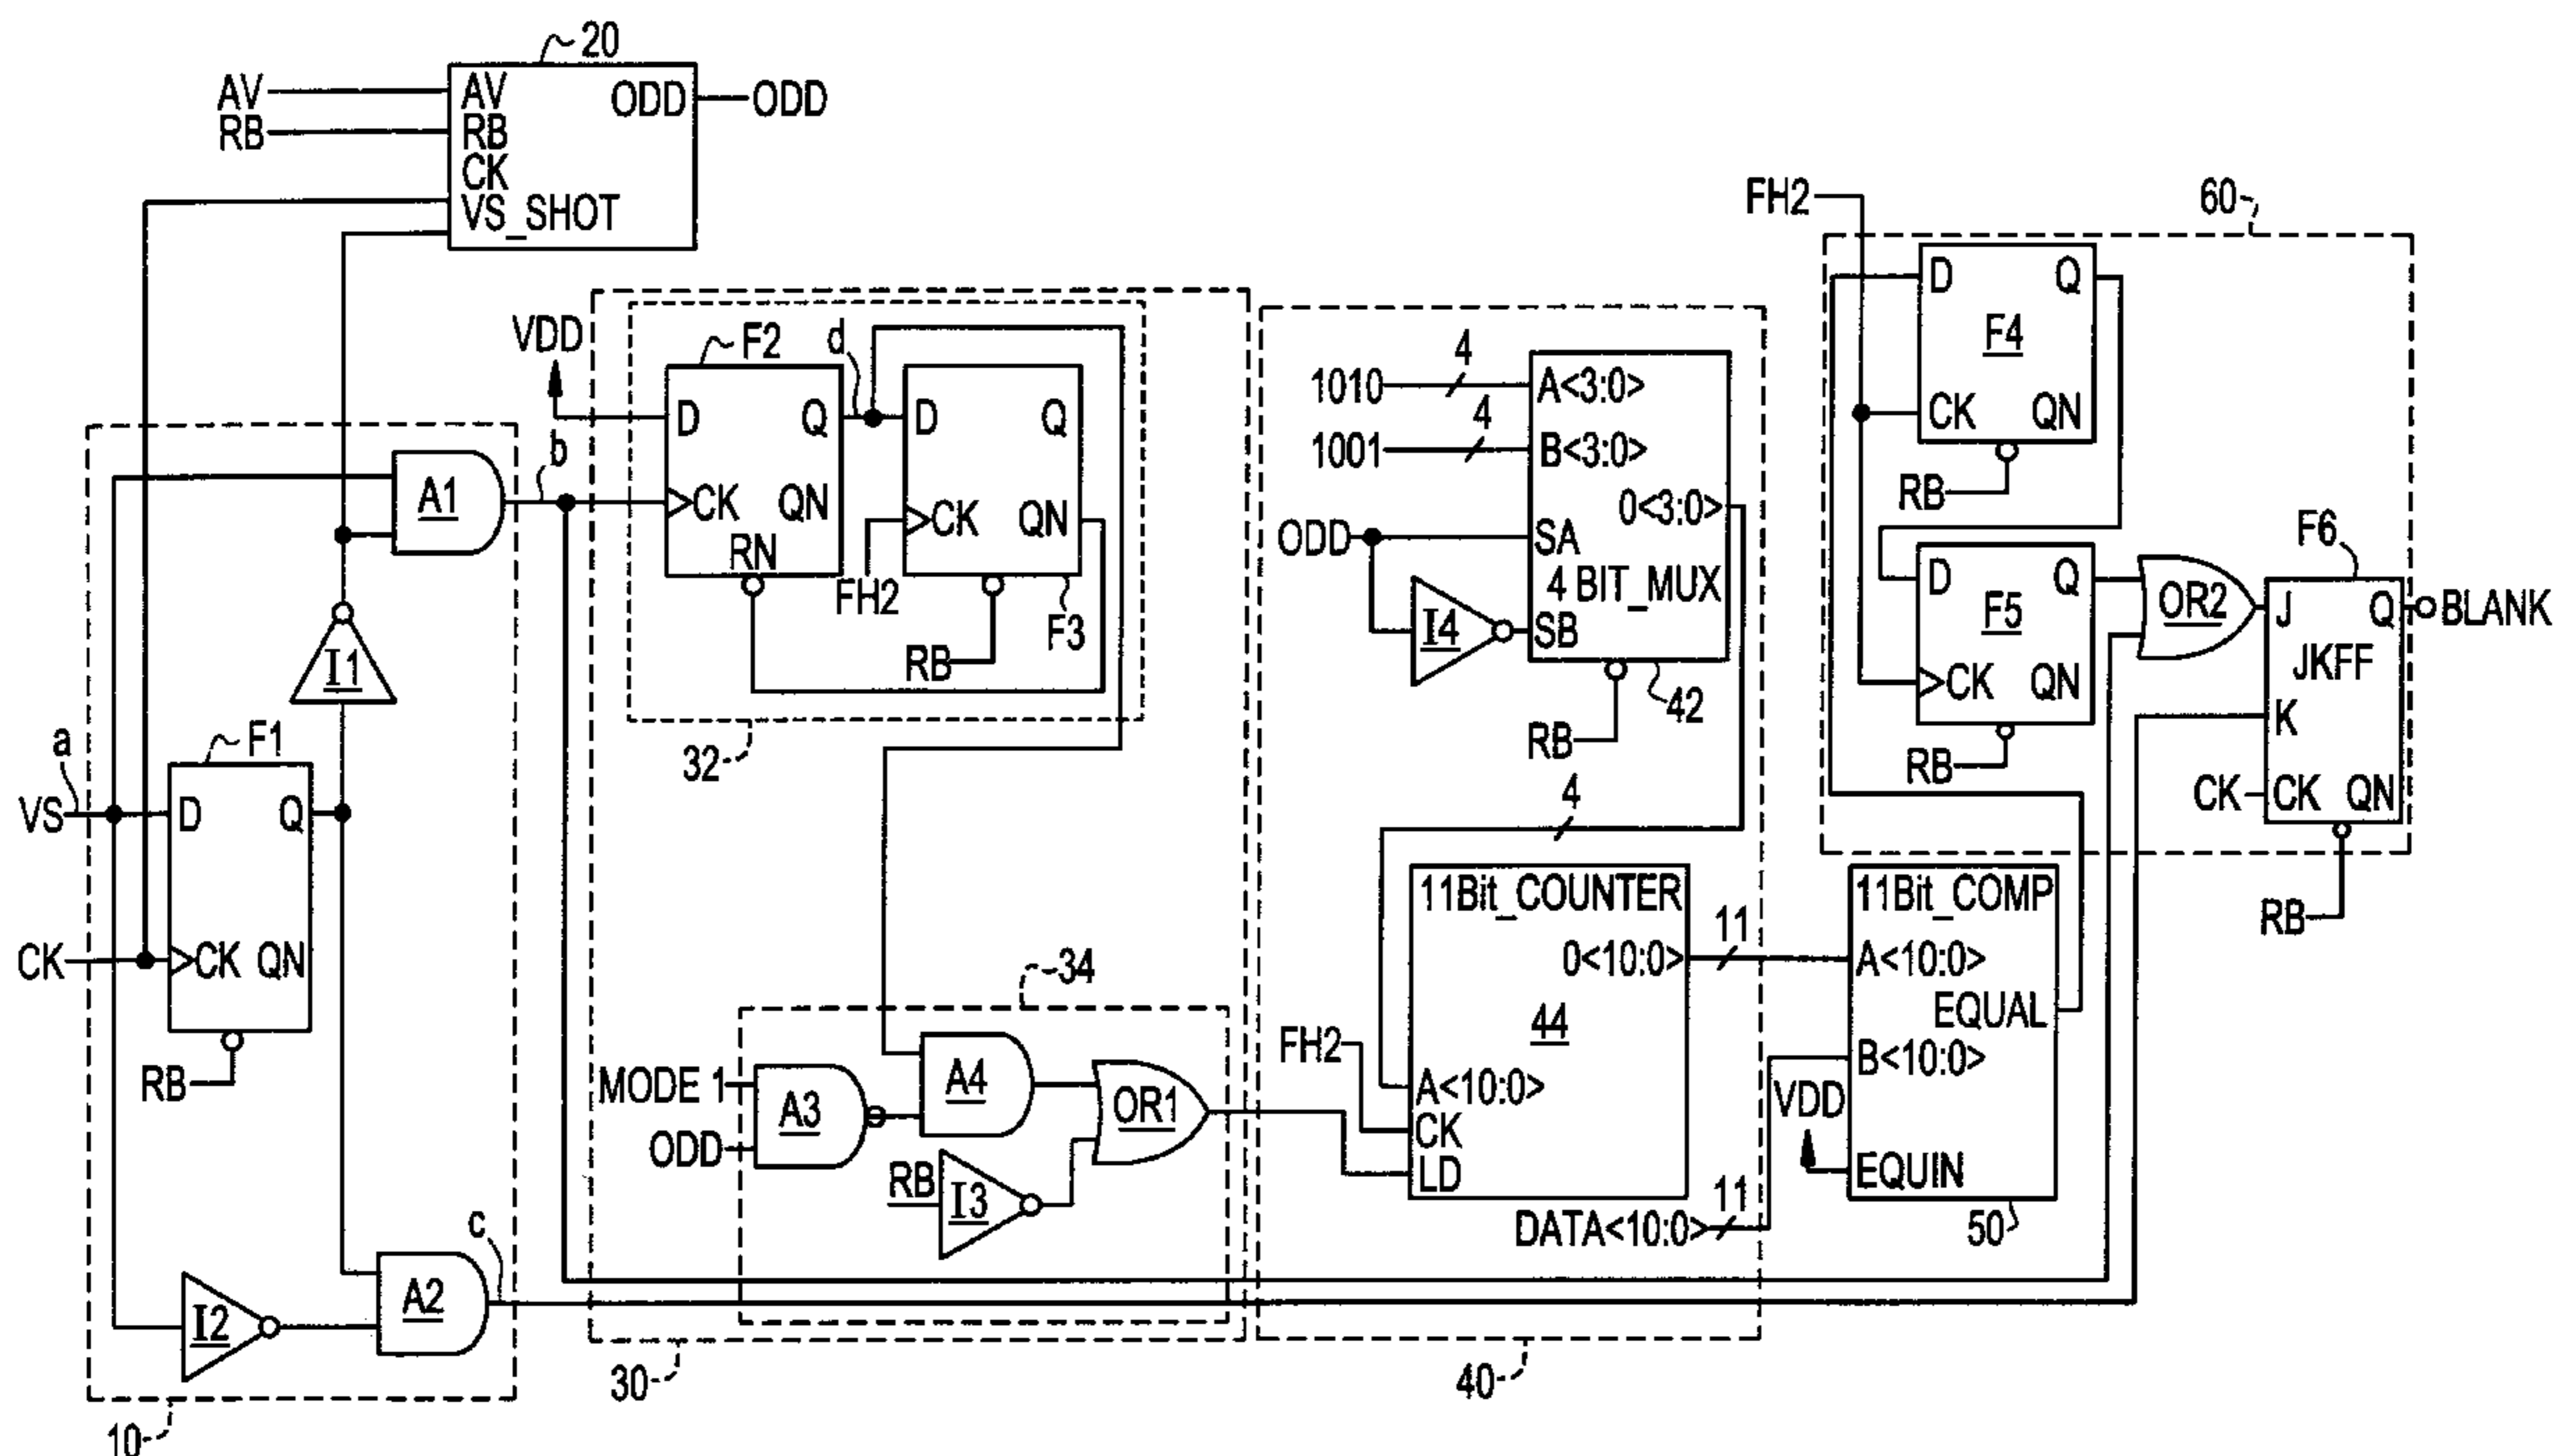 20
AV
RB
AV
RB
CK
VS_SHOT
ODD
ODD
a
VS
CK
F1
D
Q
CK
QN
RB
I1
A1
b
I2
A2
c
10
VDD
F2
D
Q
CK
QN
RN
d
D
Q
CK
QN
FH2
RB
F3
32
34
MODE 1
ODD
A3
A4
RB
I3
OR1
30
1010
4
1001
4
ODD
I4
A<3:0>
B<3:0>
0<3:0>
SA
4 BIT_MUX
SB
RB
42
4
11Bit_COUNTER
0<10:0>
44
A<10:0>
CK
LD
FH2
11
DATA<10:0>
11
40
11Bit_COMP
A<10:0>
EQUAL
B<10:0>
VDD
EQUIN
50
FH2
60
D
Q
F4
CK
QN
RB
D
Q
F5
CK
QN
RB
OR2
F6
J
Q
JKFF
K
CK
CK
QN
RB
BLANK